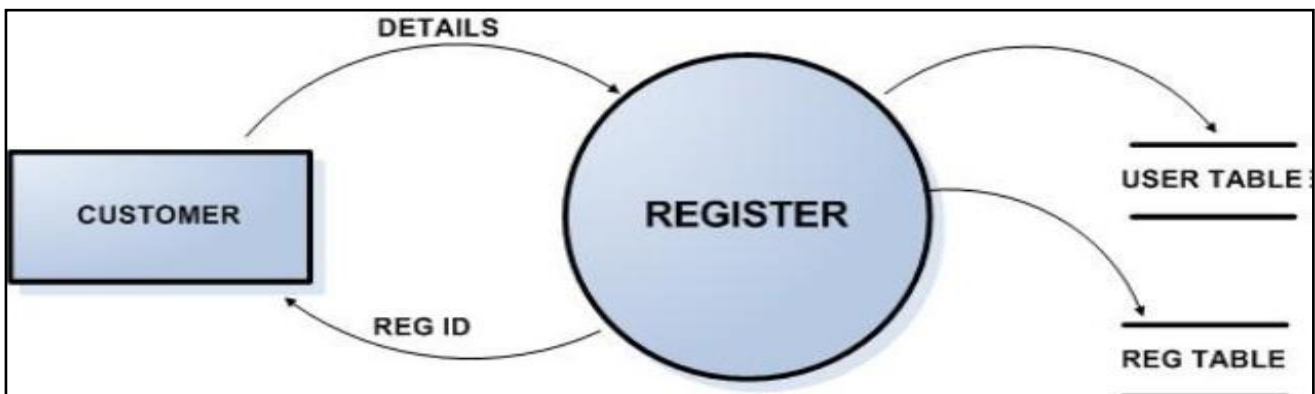 DETAILS
CUSTOMER
REGISTER
USER TABLE
REG ID
REG TABLE